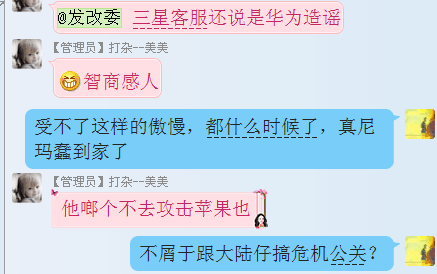 @发改委 三星客服还说是华为造谣
【管理员】打杂--美美
智商感人
受不了这样的傲慢，都什么时候了，真尼
玛蠢到家了
【管理员】打杂--美美
他啷个不去攻击苹果也
不屑于跟大陆仔搞危机公关？